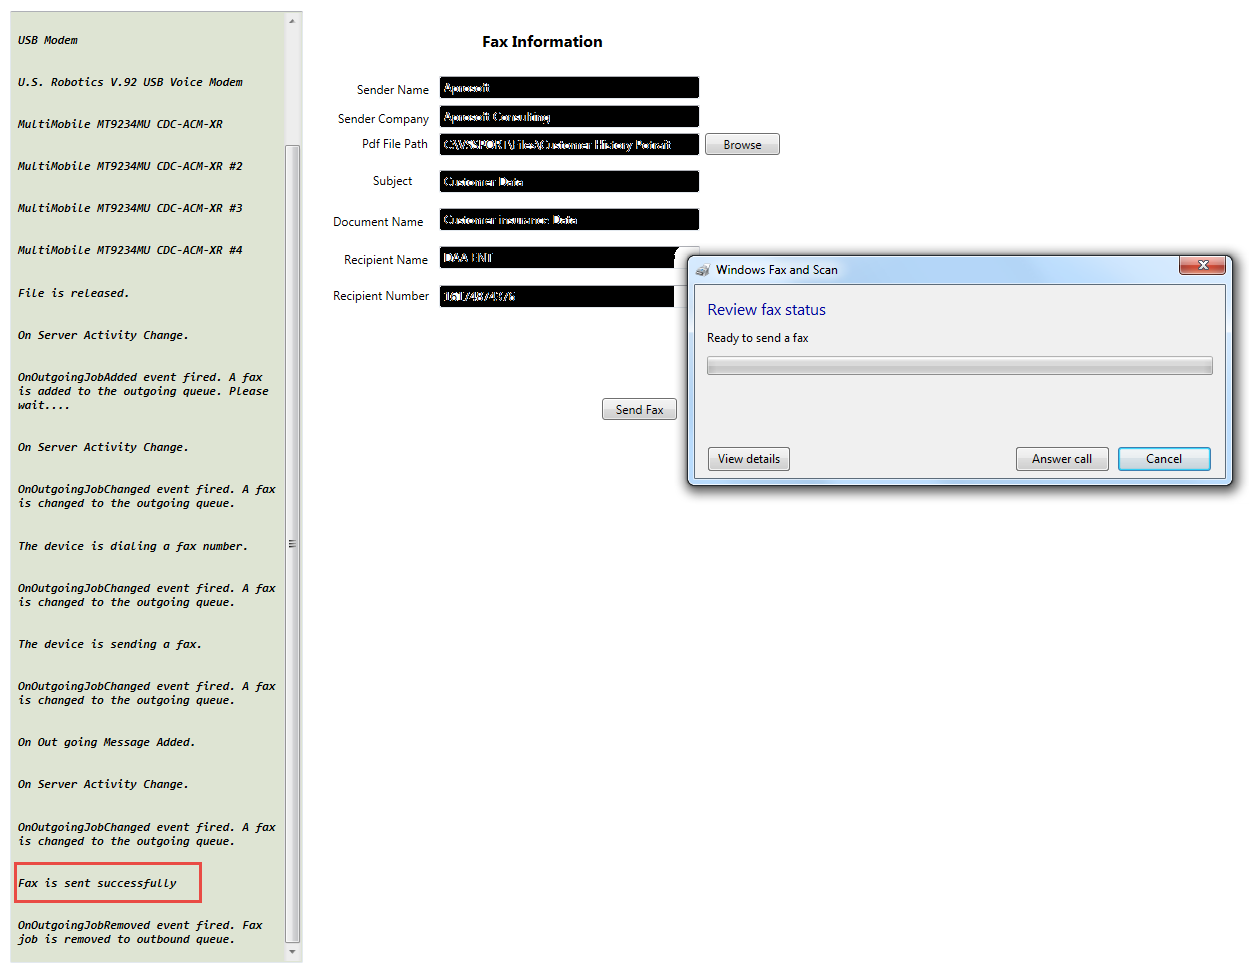 USB Modem
U.S. Robotics V.92 USB Voice Modem
MultiMobile MT9234MU CDC-ACM-XR
MultiMobile MT9234MU CDC-ACM-XR #2
MultiMobile MT9234MU CDC-ACM-XR #3
MultiMobile MT9234MU CDC-ACM-XR #4
File is released.
On Server Activity Change.
OnOutgoingJobAdded event fired. A fax
is added to the outgoing queue. Please
wait....
On Server Activity Change.
OnOutgoingJobChanged event fired. A fax
is changed to the outgoing queue.
The device is dialing a fax number.
OnOutgoingJobChanged event fired. A fax
is changed to the outgoing queue.
The device is sending a fax.
OnOutgoingJobChanged event fired. A fax
is changed to the outgoing queue.
On Out going Message Added.
On Server Activity Change.
OnOutgoingJobChanged event fired. A fax
is changed to the outgoing queue.
Fax is sent successfully
OnOutgoingJobRemoved event fired. Fax
job is removed to outbound queue.
Fax Information
Sender Name Aprosoft
Sender Company Aprosoft Consulting
Pdf File Path Customer History Potrait Browse
Subject Customer Data
Document Name Customer insurance Data
Recipient Name DAA ENT
Recipient Number
Send Fax
Windows Fax and Scan
Review fax status
Ready to send a fax
View details Answer call Cancel